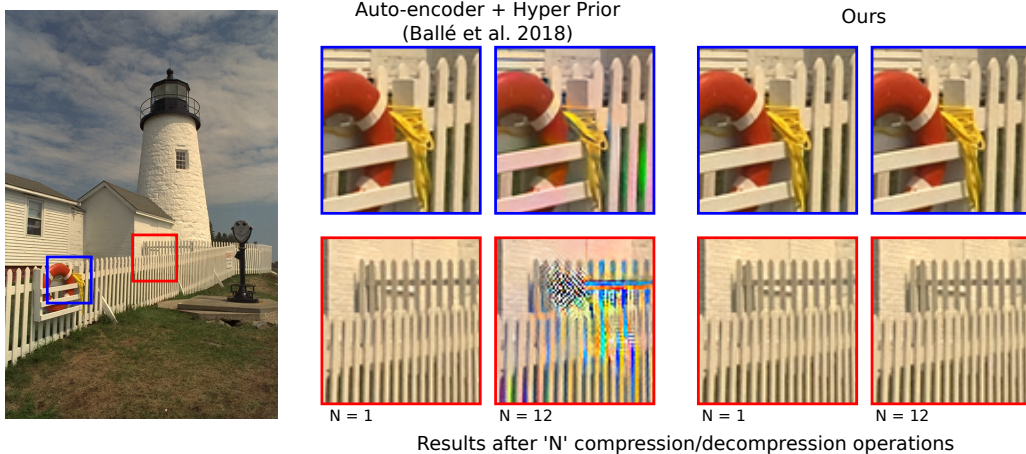 Auto-encoder + Hyper Prior
(Ballé et al. 2018)
Ours
N = 1
N = 12
N = 1
N = 12
Results after 'N' compression/decompression operations